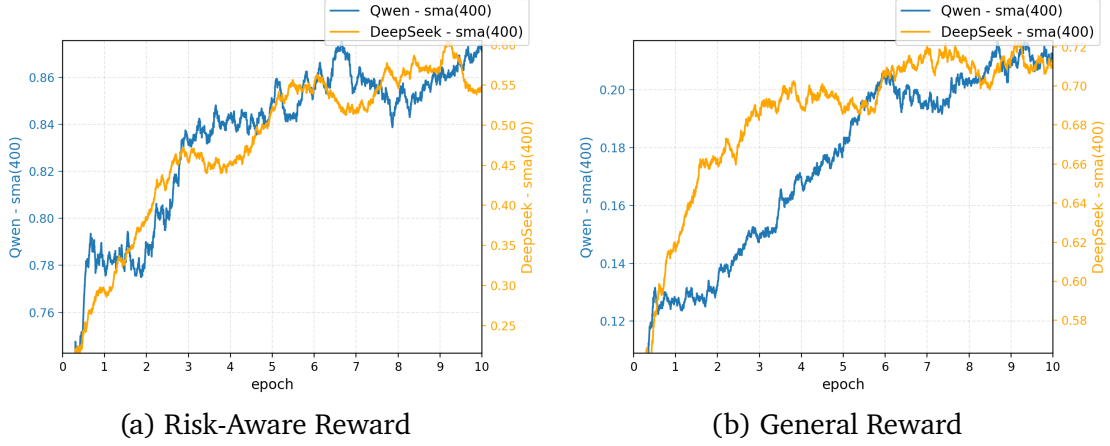 Qwen - sma(400)
DeepSeek - sma(400)
0.86
0.84
0.82
0.80
0.78
0.76
Qwen - sma(400)
0.60
0.55
0.50
0.45
0.40
0.35
0.30
0.25
DeepSeek - sma(400)
0 1 2 3 4 5 6 7 8 9 10
epoch
(a) Risk-Aware Reward
Qwen - sma(400)
DeepSeek - sma(400)
0.20
0.18
0.16
0.14
0.12
Qwen - sma(400)
0.72
0.70
0.68
0.66
0.64
0.62
0.60
0.58
DeepSeek - sma(400)
0 1 2 3 4 5 6 7 8 9 10
epoch
(b) General Reward